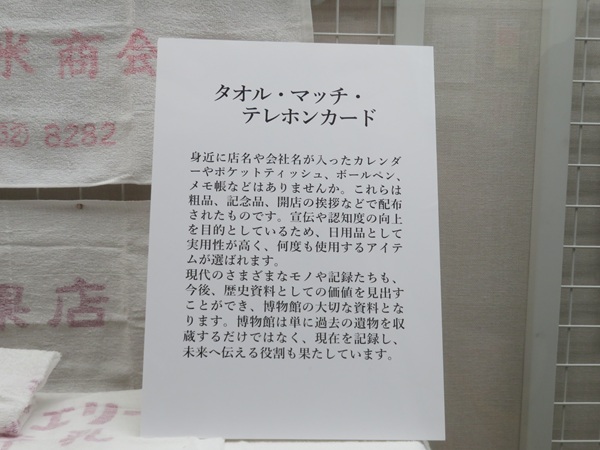 水商会
8282
果店
エリー
ル
タオル・マッチ・
テレホンカード
身近に店名や会社名が入ったカレンダ
ーやポケットティッシュ、ボールペン、
メモ帳などはありませんか。これらは
粗品、記念品、開店の挨拶などで配布
されたものです。宣伝や認知度の向上
を目的としているため、日用品として
実用性が高く、何度も使用するアイテ
ムが選ばれます。
現代のさまざまなモノや記録たちも、
今後、歴史資料としての価値を見出す
ことができ、博物館の大切な資料とな
ります。博物館は単に過去の遺物を収
蔵するだけではなく、現在を記録し、
未来へ伝える役割も果たしています。